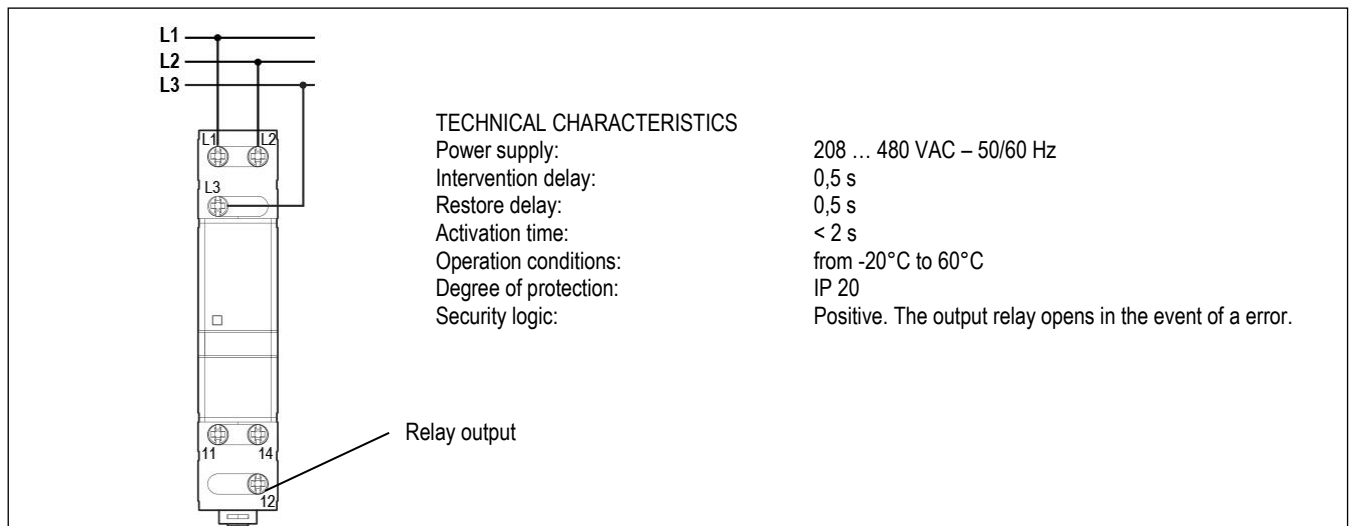 L1
L2
L3
L1 L2
L3
TECHNICAL CHARACTERISTICS
Power supply: 208 … 480 VAC – 50/60 Hz
Intervention delay: 0,5 s
Restore delay: 0,5 s
Activation time: < 2 s
Operation conditions: from -20°C to 60°C
Degree of protection: IP 20
Security logic: Positive. The output relay opens in the event of a error.
Relay output
11 14
12